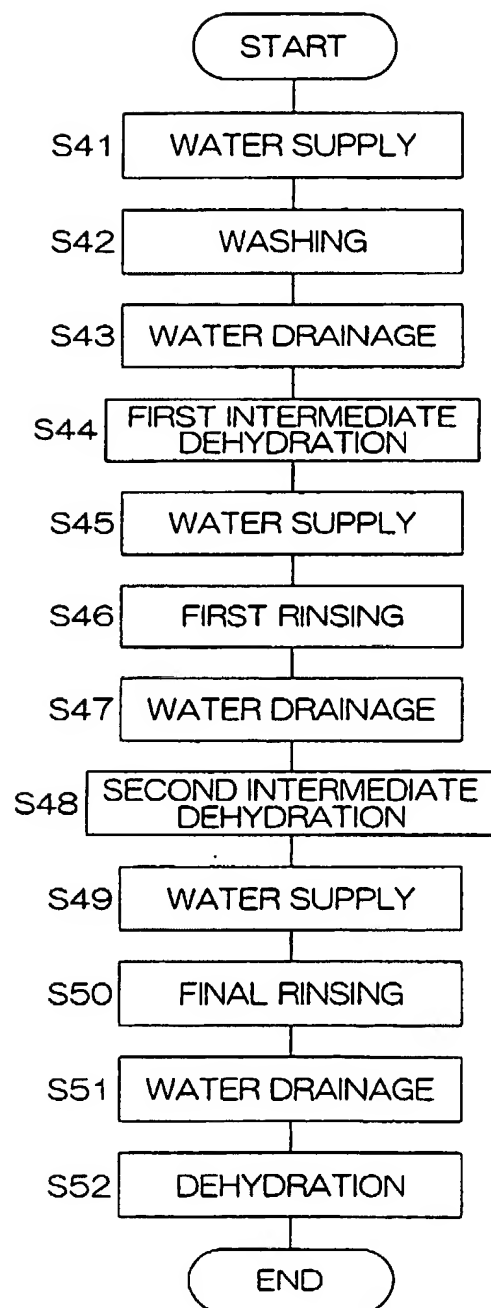 START
S41 WATER SUPPLY
S42 WASHING
S43 WATER DRAINAGE
S44 FIRST INTERMEDIATE
DEHYDRATION
S45 WATER SUPPLY
S46 FIRST RINSING
S47 WATER DRAINAGE
S48 SECOND INTERMEDIATE
DEHYDRATION
S49 WATER SUPPLY
S50 FINAL RINSING
S51 WATER DRAINAGE
S52 DEHYDRATION
END